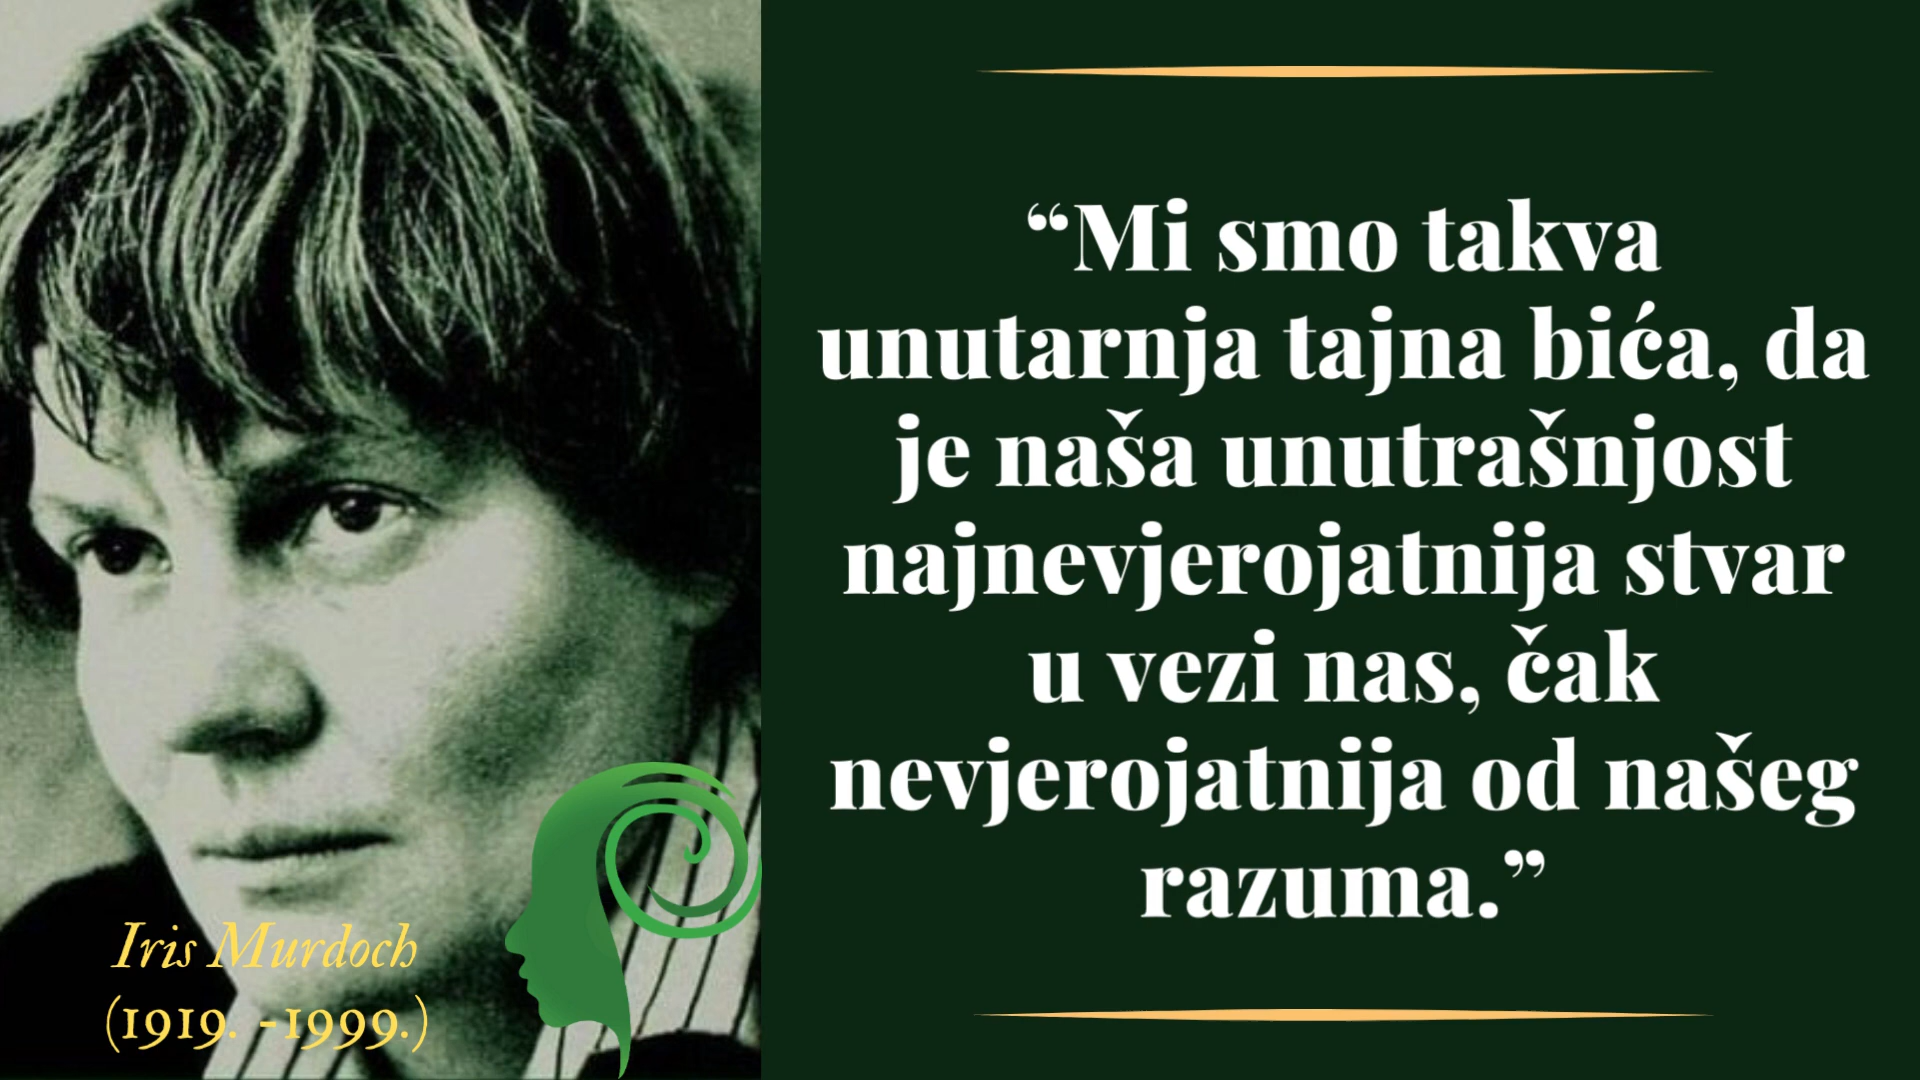 “Mi smo takva
unutarnja tajna bića, da
je naša unutrašnjost
najnevjerojatnija stvar
u vezi nas, čak
nevjerojatnija od našeg
razuma.”
Iris Murdoch
(1919. -1999.)